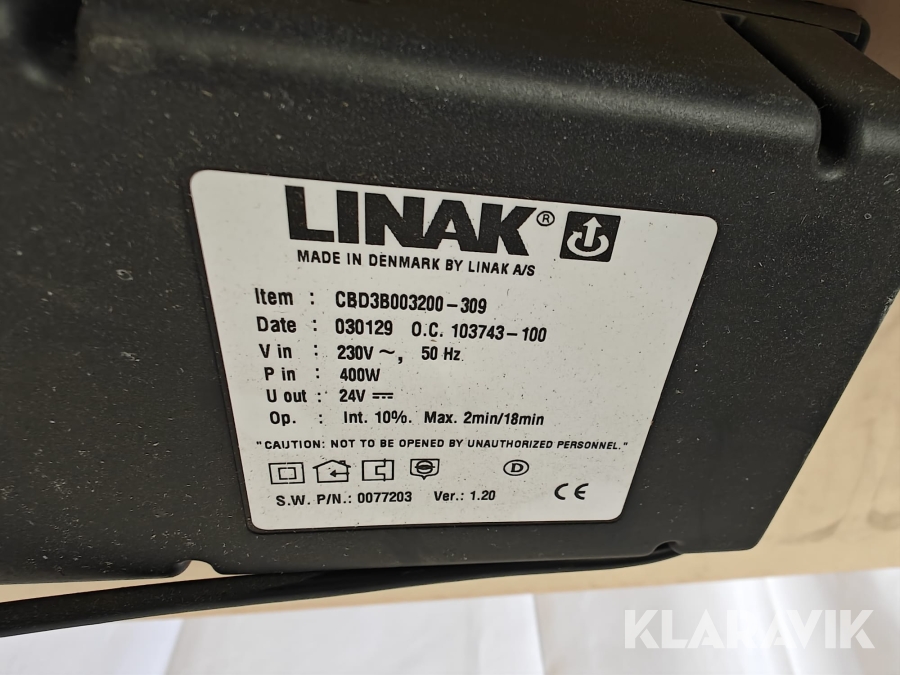 LINAK®
MADE IN DENMARK BY LINAK A/S
Item : CBD3B003200-309
Date : 030129 O.C. 103743-100
V in : 230V ~, 50 Hz
P in : 400W
U out : 24V ⎓
Op. : Int. 10%. Max. 2min/18min
"CAUTION: NOT TO BE OPENED BY UNAUTHORIZED PERSONNEL."
D
S.W. P/N.: 0077203 Ver.: 1.20 CE
KLARAVIK